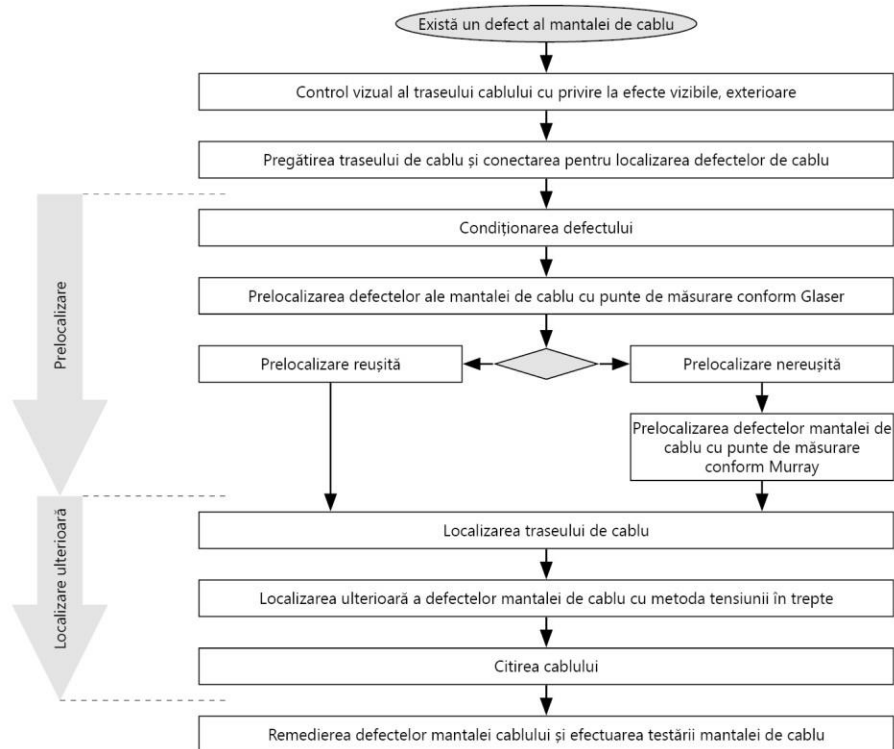 Există un defect al mantalei de cablu
Control vizual al traseului cablului cu privire la efecte vizibile, exterioare
Pregătirea traseului de cablu și conectarea pentru localizarea defectelor de cablu
Prelocalizare
Condiționarea defectului
Prelocalizarea defectelor ale mantalei de cablu cu punte de măsurare conform Glaser
Prelocalizare reușită
Prelocalizare nereușită
Prelocalizarea defectelor mantalei de
cablu cu punte de măsurare
conform Murray
Localizare ulterioară
Localizarea traseului de cablu
Localizarea ulterioară a defectelor mantalei de cablu cu metoda tensiunii în trepte
Citirea cablului
Remedierea defectelor mantalei cablului și efectuarea testării mantalei de cablu